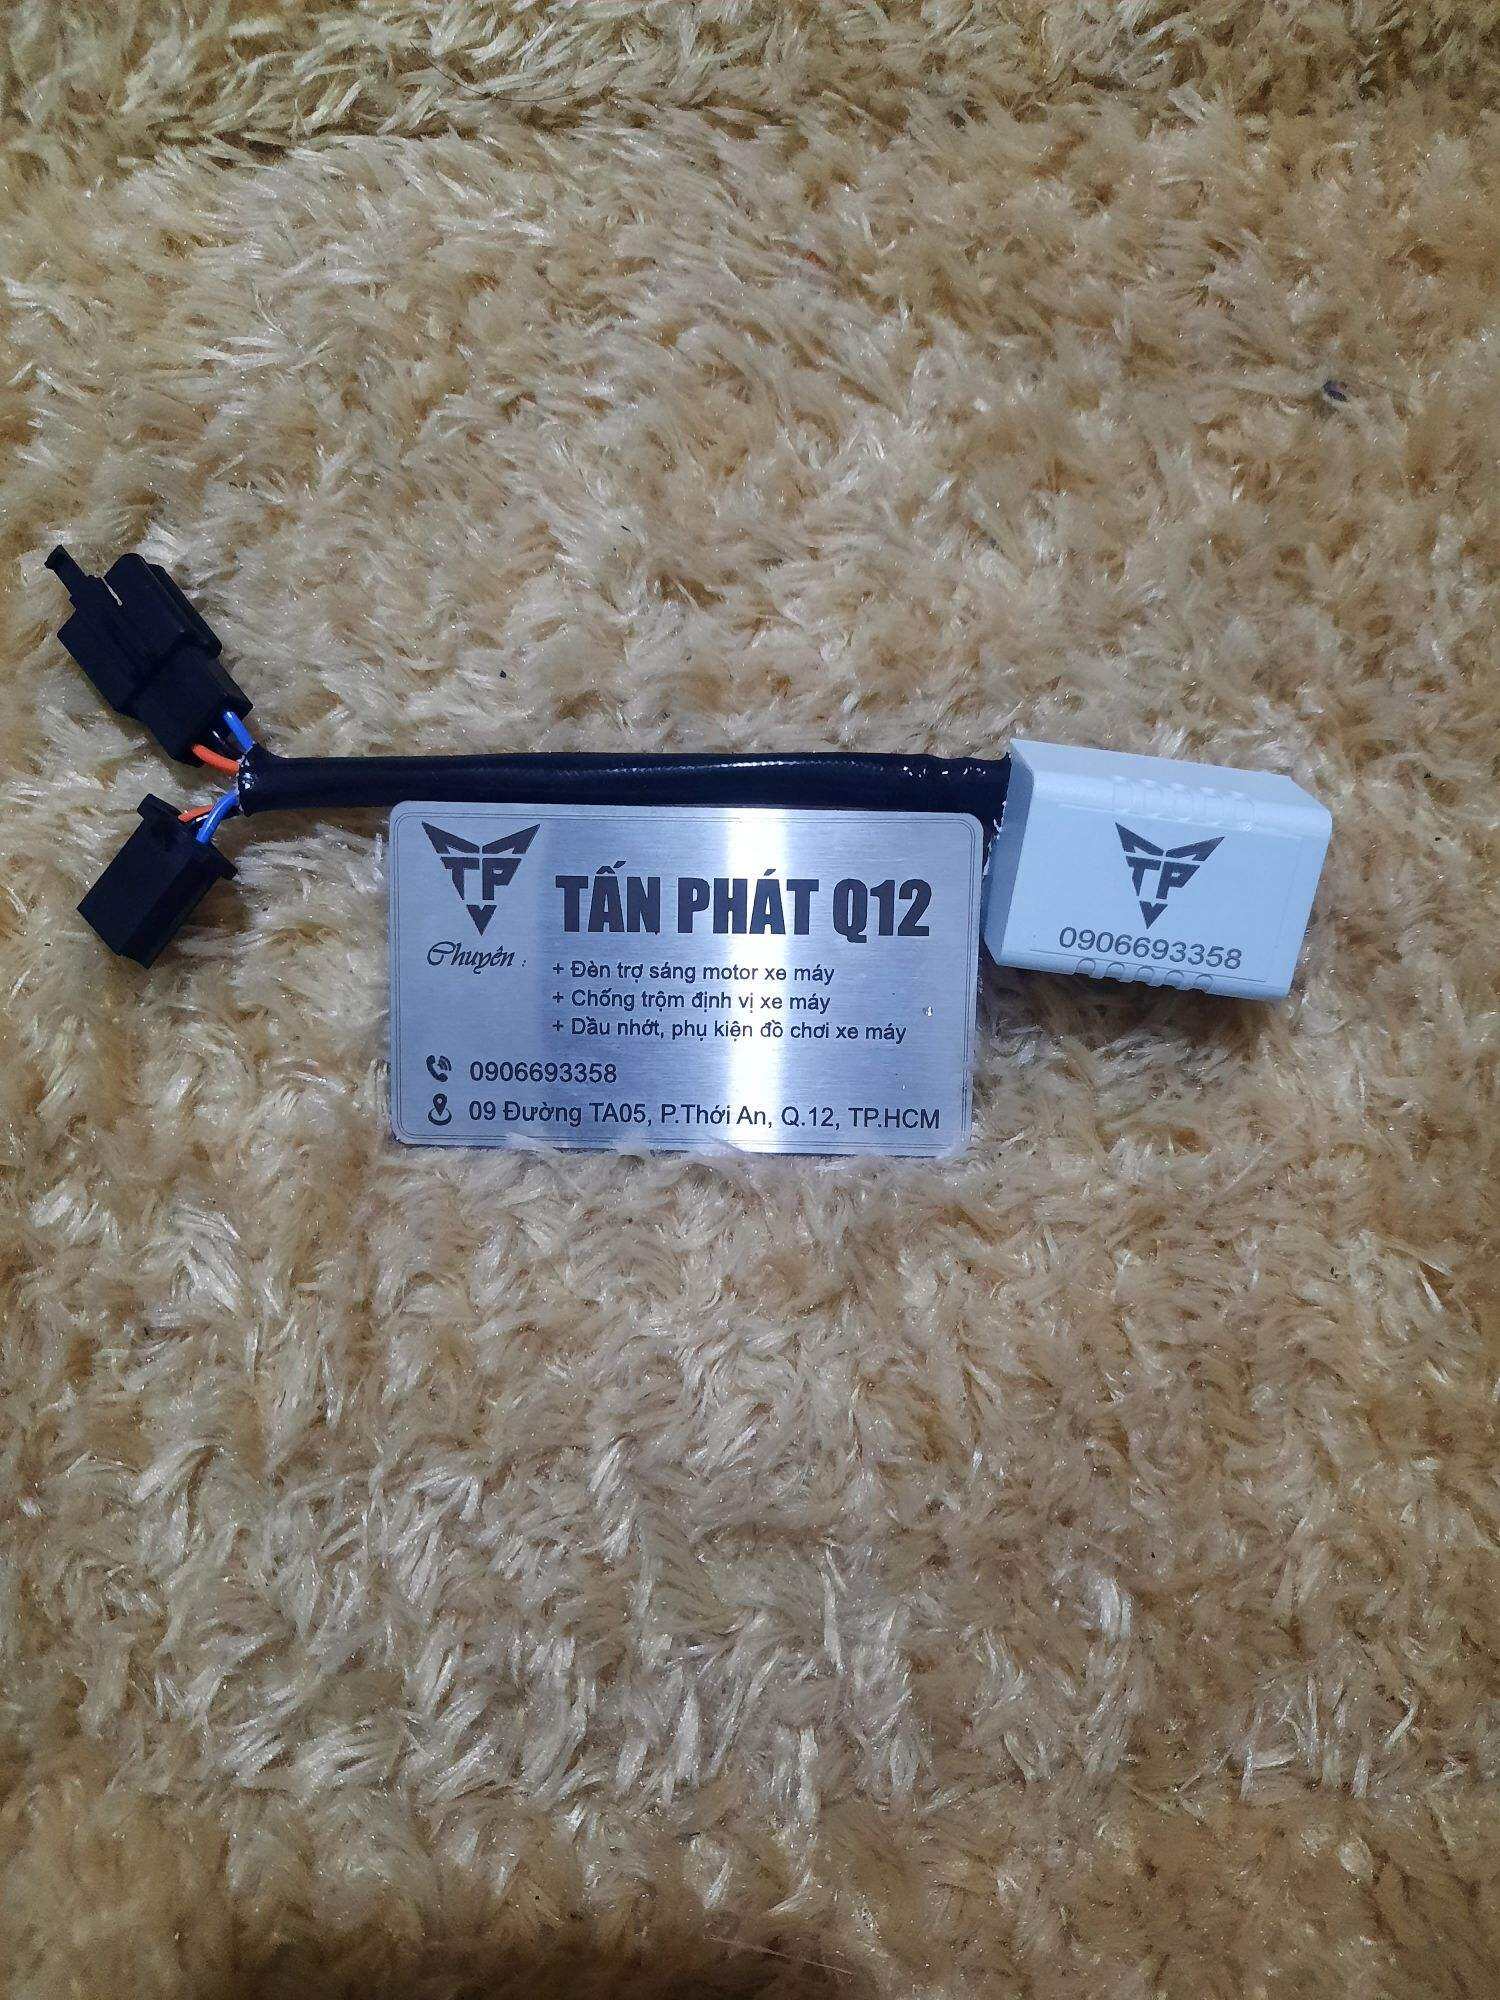 TP
TẤN PHÁT Q12
Chuyên :
+ Đèn trợ sáng motor xe máy
+ Chống trộm định vị xe máy
+ Dầu nhớt, phụ kiện đồ chơi xe máy
0906693358
09 Đường TA05, P.Thới An, Q.12, TP.HCM
TP
0906693358